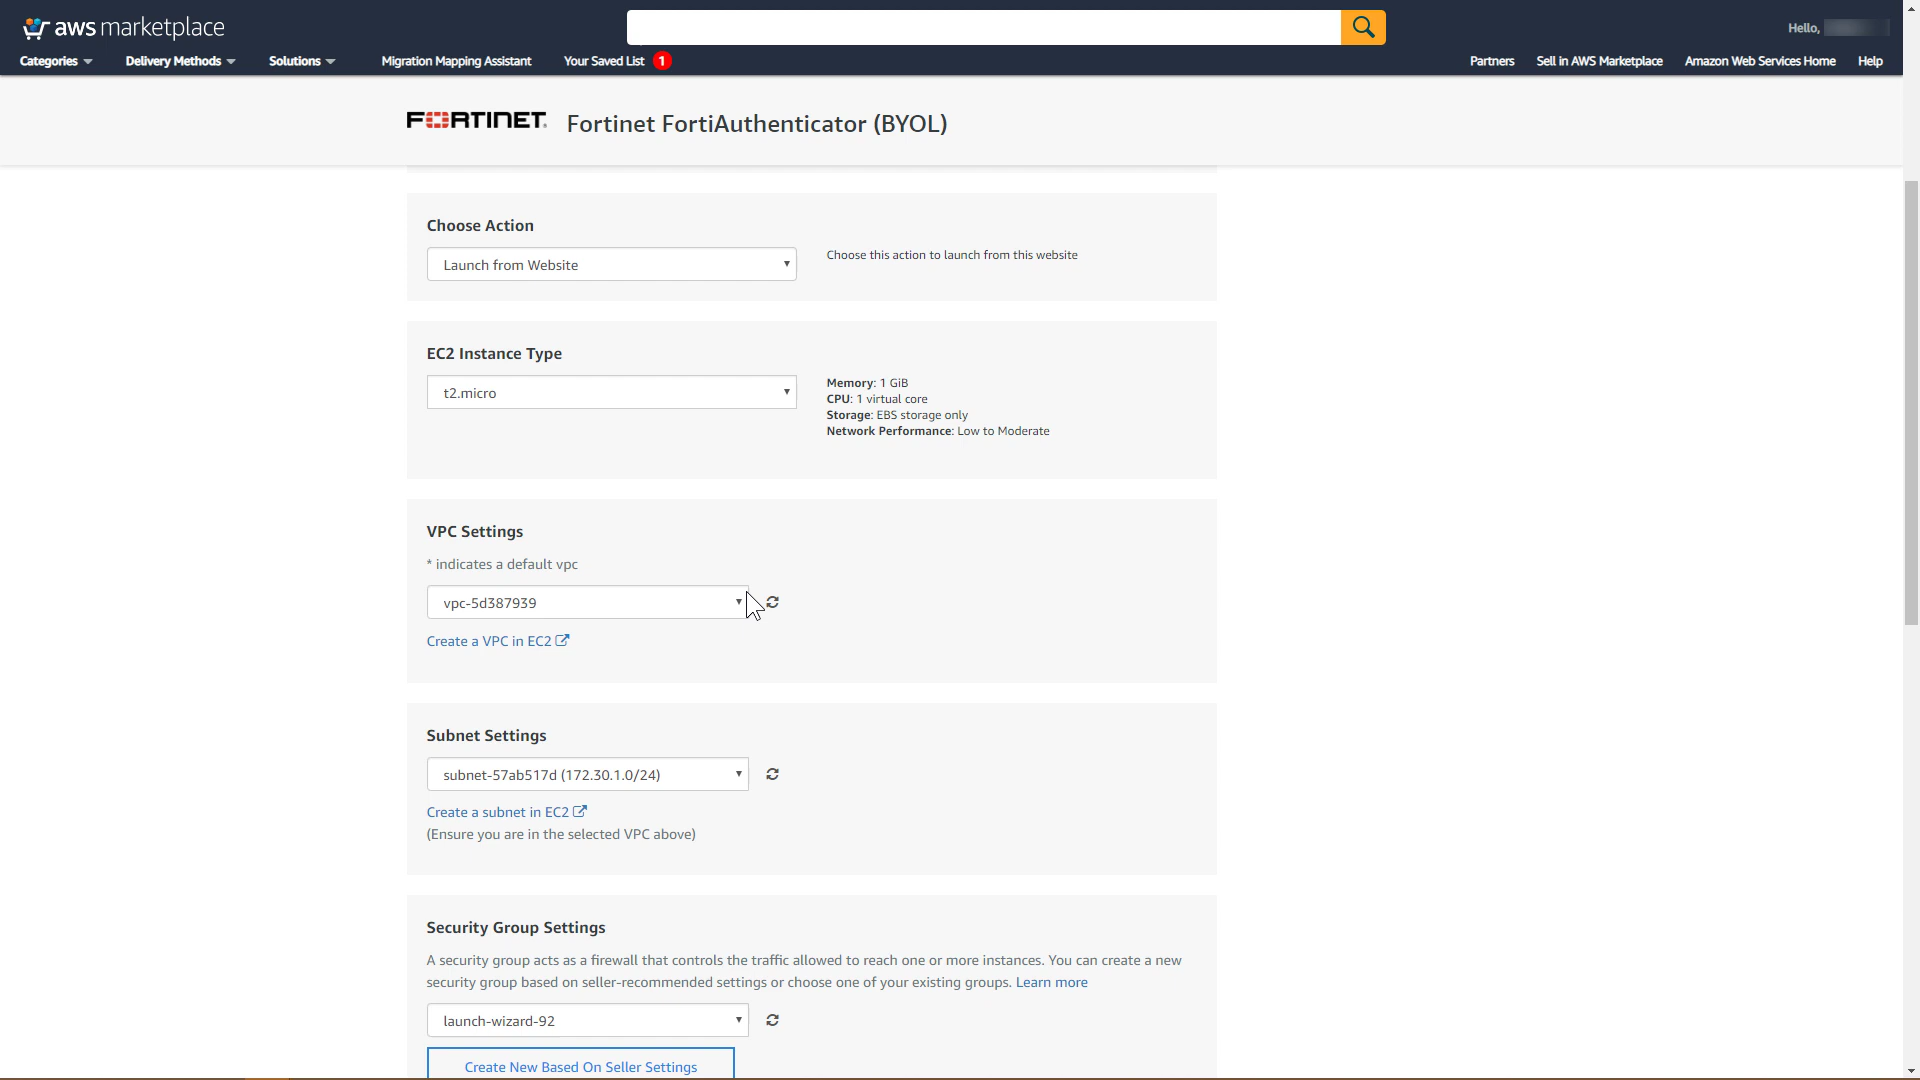 aws marketplace
Hello,
Categories Delivery Methods Solutions Migration Mapping Assistant Your Saved List 1 Partners Sell in AWS Marketplace Amazon Web Services Home Help
FORTINET Fortinet FortiAuthenticator (BYOL)
Choose Action
Launch from Website
Choose this action to launch from this website
EC2 Instance Type
t2.micro
Memory: 1 GiB
CPU: 1 virtual core
Storage: EBS storage only
Network Performance: Low to Moderate
VPC Settings
* indicates a default vpc
vpc-5d387939
Create a VPC in EC2
Subnet Settings
subnet-57ab517d (172.30.1.0/24)
Create a subnet in EC2
(Ensure you are in the selected VPC above)
Security Group Settings
A security group acts as a firewall that controls the traffic allowed to reach one or more instances. You can create a new
security group based on seller-recommended settings or choose one of your existing groups. Learn more
launch-wizard-92
Create New Based On Seller Settings